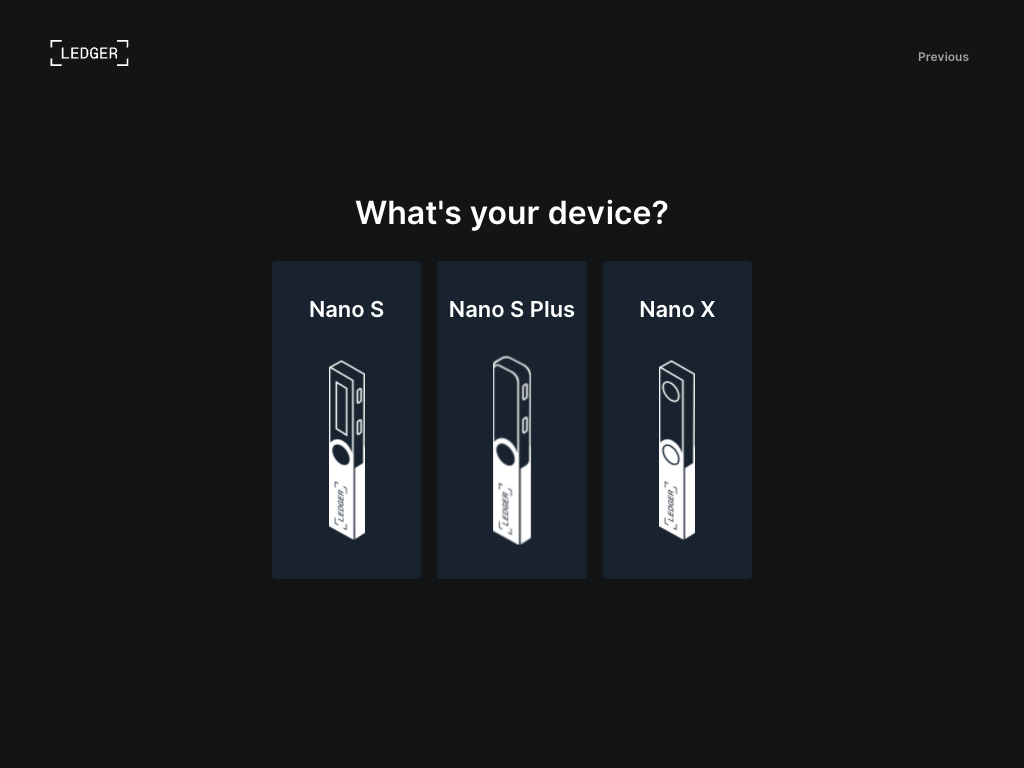 LEDGER
Previous
What's your device?
Nano S
Nano S Plus
Nano X
LEDGER
LEDGER
LEDGER